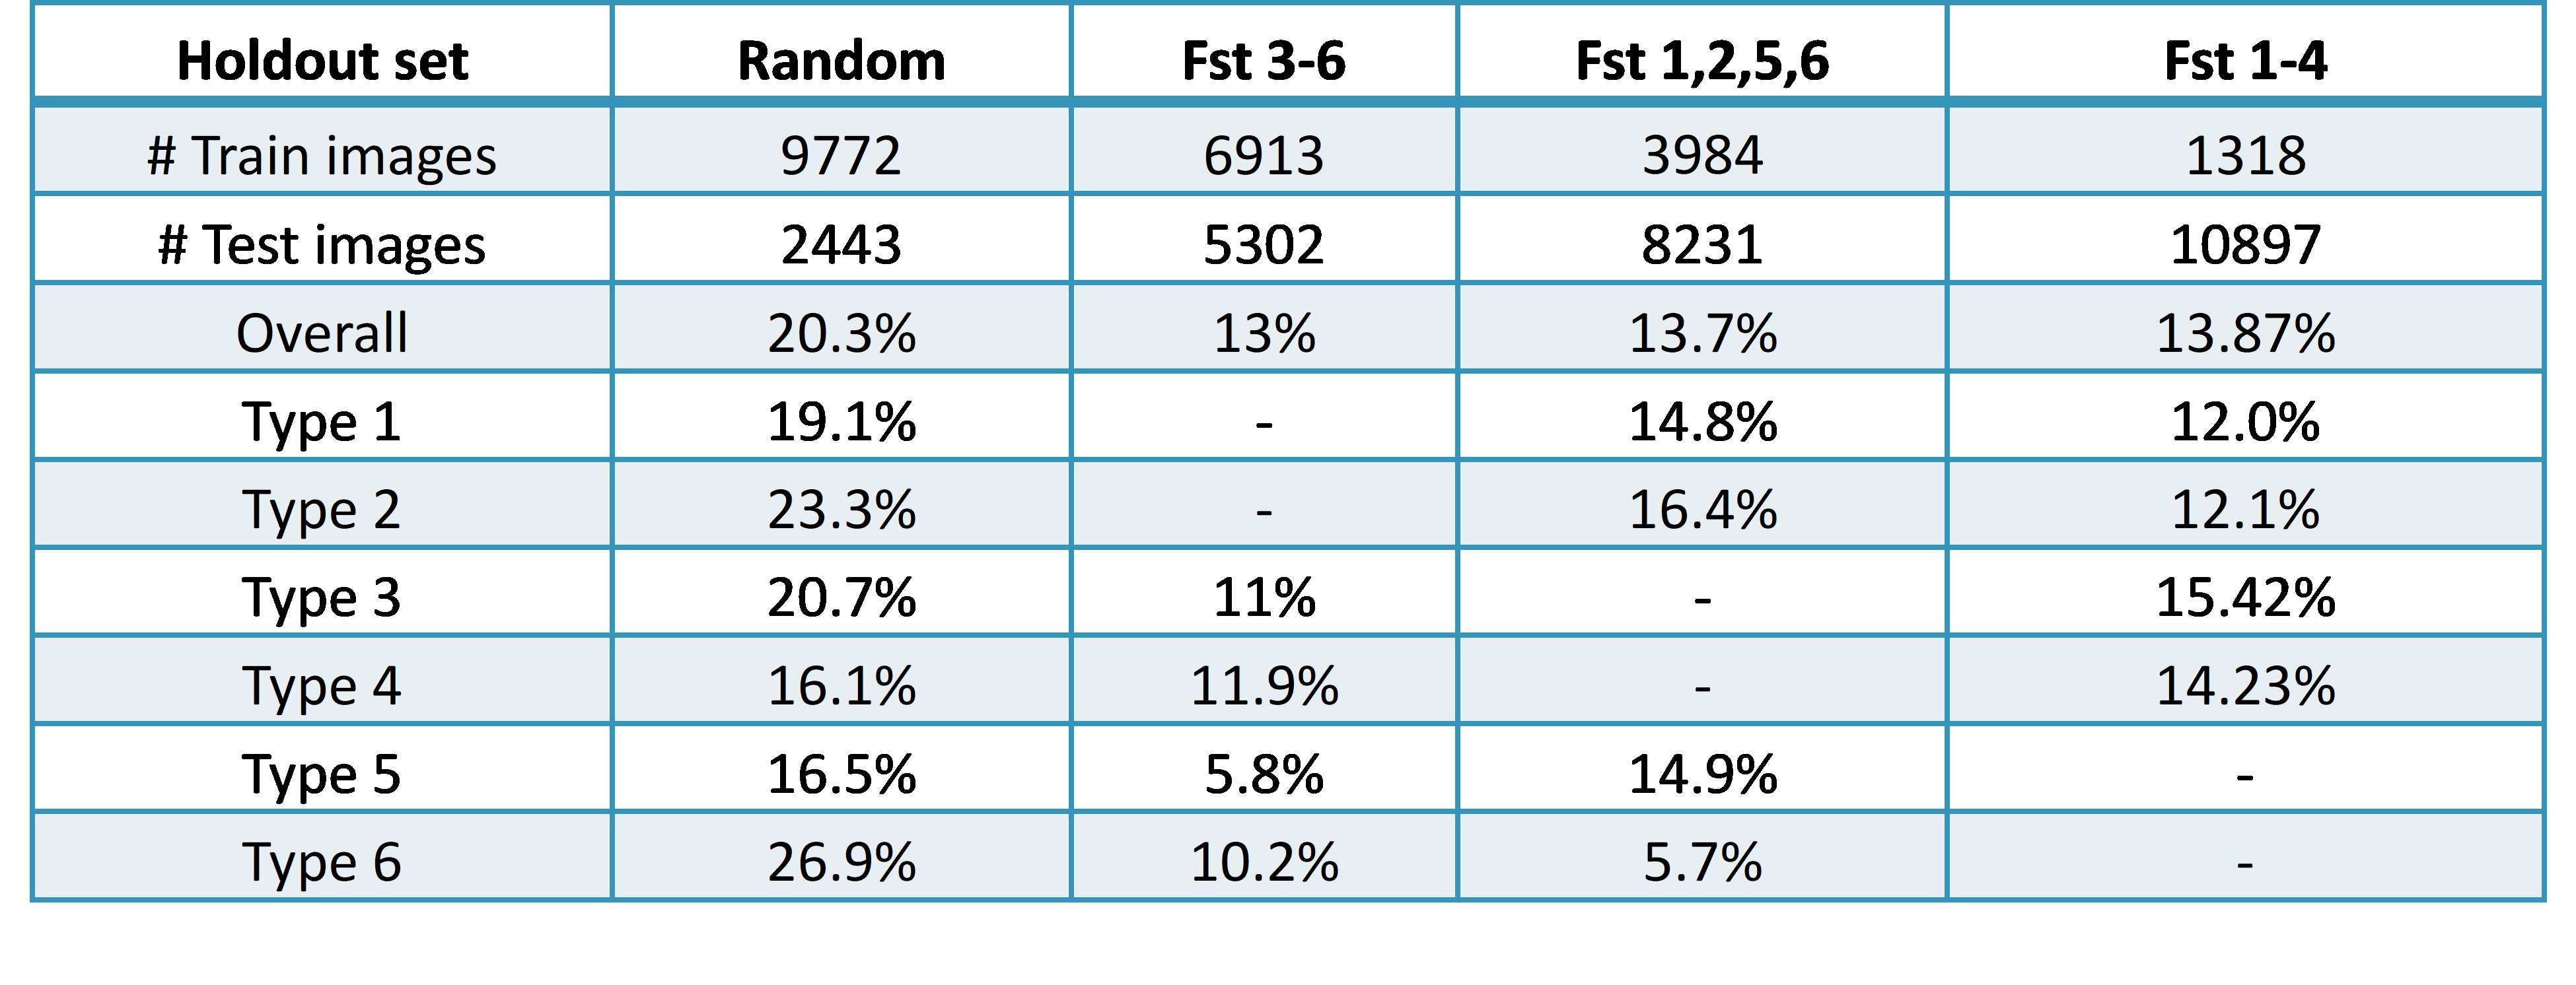 Holdout set Random Fst 3-6 Fst 1,2,5,6 Fst 1-4
# Train images 9772 6913 3984 1318
# Test images 2443 5302 8231 10897
Overall 20.3% 13% 13.7% 13.87%
Type 1 19.1% - 14.8% 12.0%
Type 2 23.3% - 16.4% 12.1%
Type 3 20.7% 11% - 15.42%
Type 4 16.1% 11.9% - 14.23%
Type 5 16.5% 5.8% 14.9% -
Type 6 26.9% 10.2% 5.7% -